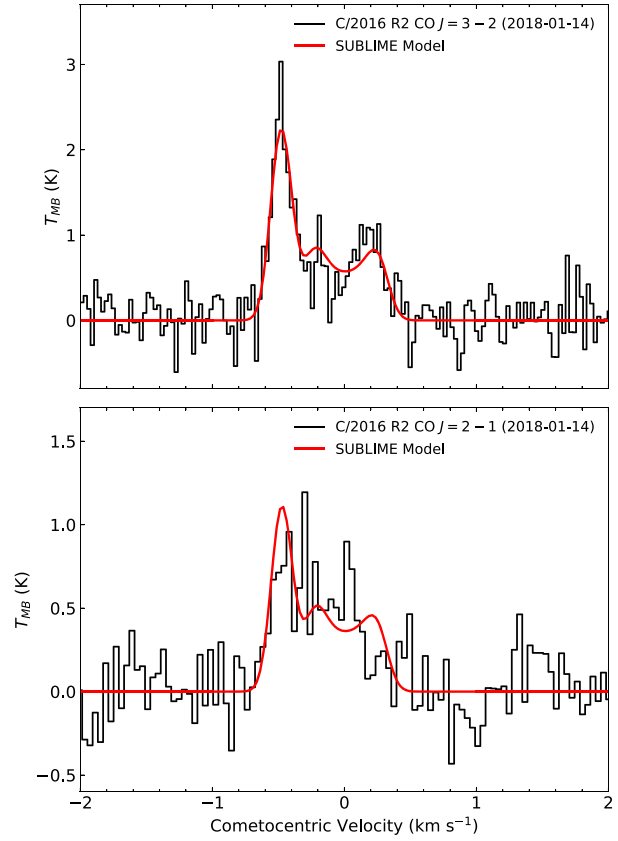 C/2016 R2 CO J = 3 − 2 (2018-01-14)
SUBLIME Model
3
2
1
0
T_MB (K)
C/2016 R2 CO J = 2 − 1 (2018-01-14)
SUBLIME Model
1.5
1.0
0.5
0.0
−0.5
T_MB (K)
−2 −1 0 1 2
Cometocentric Velocity (km s⁻¹)